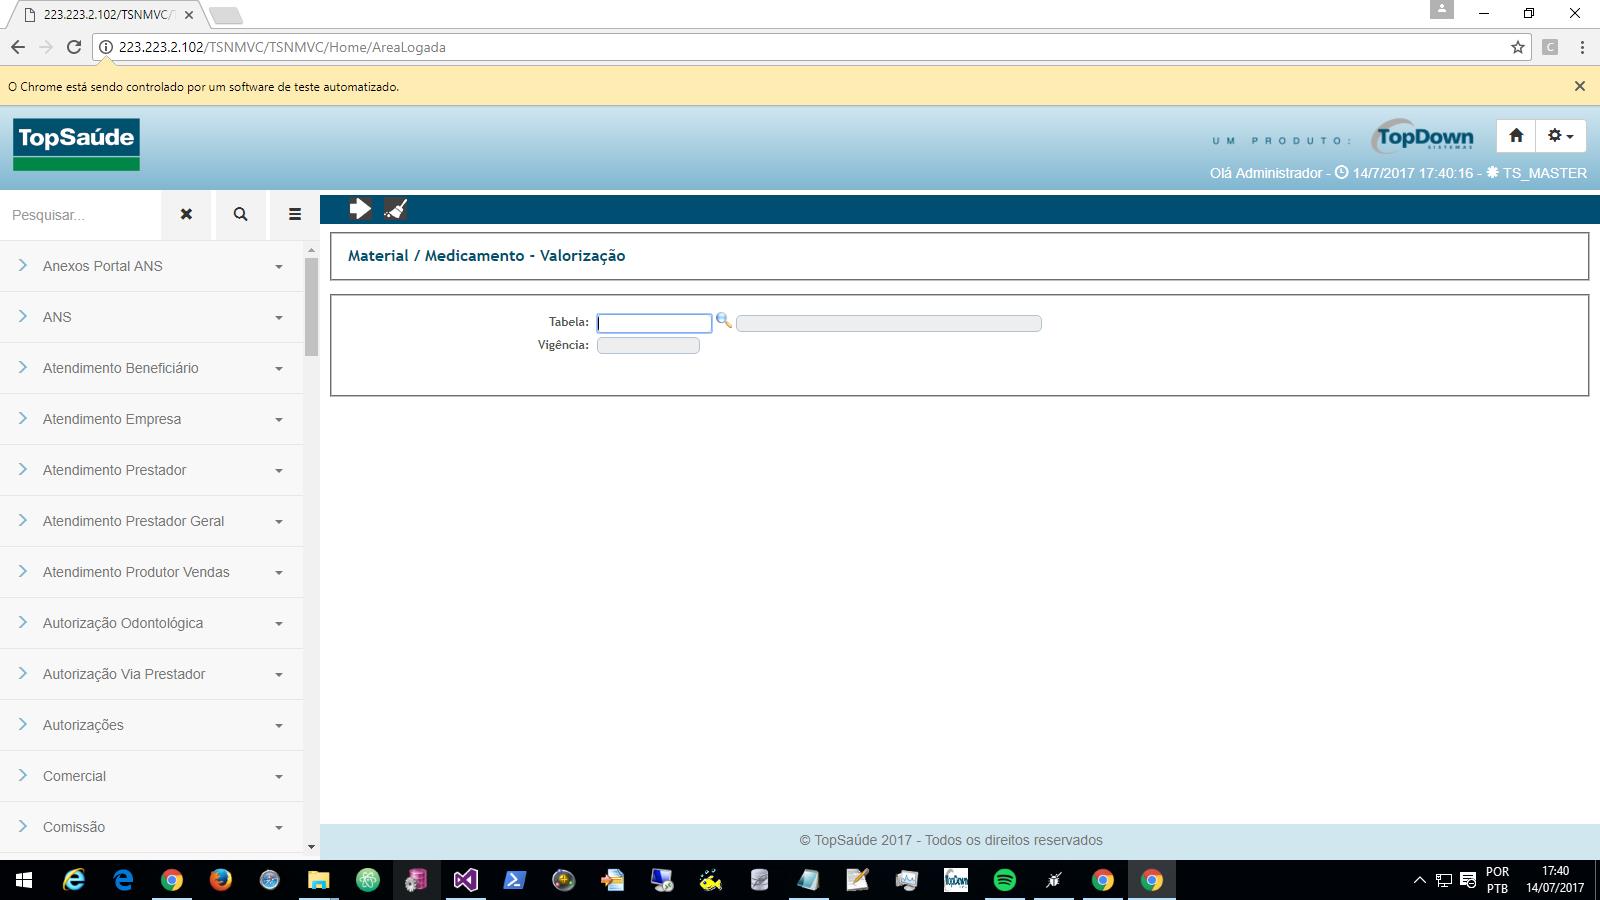 223.223.2.102/TSNMVC/
223.223.2.102/TSNMVC/TSNMVC/Home/AreaLogada
O Chrome está sendo controlado por um software de teste automatizado.
TopSaúde
UM PRODUTO:
TopDown
SISTEMAS
Olá Administrador - 14/7/2017 17:40:16 - TS_MASTER
Pesquisar...
Material / Medicamento - Valorização
Tabela:
Vigência:
Anexos Portal ANS
ANS
Atendimento Beneficiário
Atendimento Empresa
Atendimento Prestador
Atendimento Prestador Geral
Atendimento Produtor Vendas
Autorização Odontológica
Autorização Via Prestador
Autorizações
Comercial
Comissão
© TopSaúde 2017 - Todos os direitos reservados
TopDown
POR
PTB
17:40
14/07/2017